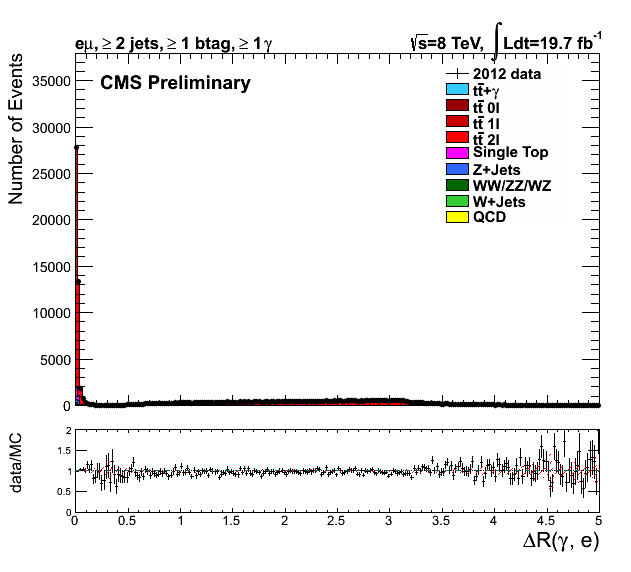 eμ, ≥ 2 jets, ≥ 1 btag, ≥ 1 γ
√s=8 TeV, ∫ Ldt=19.7 fb⁻¹
CMS Preliminary
2012 data
tt̄+γ
tt̄ 0l
tt̄ 1l
tt̄ 2l
Single Top
Z+Jets
WW/ZZ/WZ
W+Jets
QCD
Number of Events
35000
30000
25000
20000
15000
10000
5000
0
data/MC
2
1.5
1
0.5
0
0 0.5 1 1.5 2 2.5 3 3.5 4 4.5 5
ΔR(γ, e)